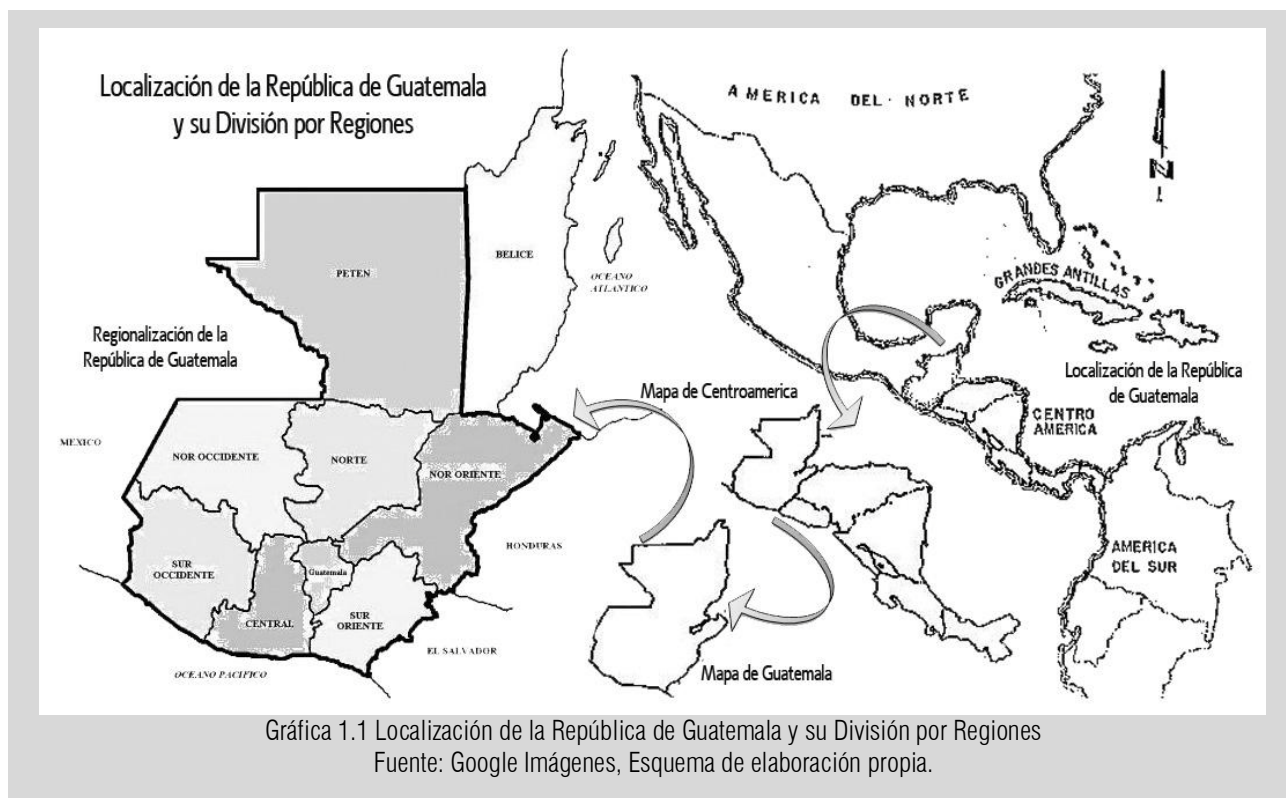 Localización de la República de Guatemala
y su División por Regiones
AMERICA DEL NORTE
N
PETEN
BELICE
OCEANO
ATLANTICO
GRANDES ANTILLAS
Regionalización de la
República de Guatemala
Mapa de Centroamerica
Localización de la República
de Guatemala
CENTRO
AMERICA
MEXICO
NOR OCCIDENTE
NORTE
NOR ORIENTE
HONDURAS
AMERICA
DEL SUR
SUR
OCCIDENTE
Guatemala
CENTRAL
SUR
ORIENTE
EL SALVADOR
OCEANO PACIFICO
Mapa de Guatemala
Gráfica 1.1 Localización de la República de Guatemala y su División por Regiones
Fuente: Google Imágenes, Esquema de elaboración propia.